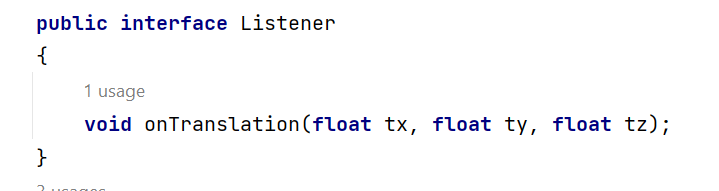 public interface Listener
{
1 usage
void onTranslation(float tx, float ty, float tz);
}